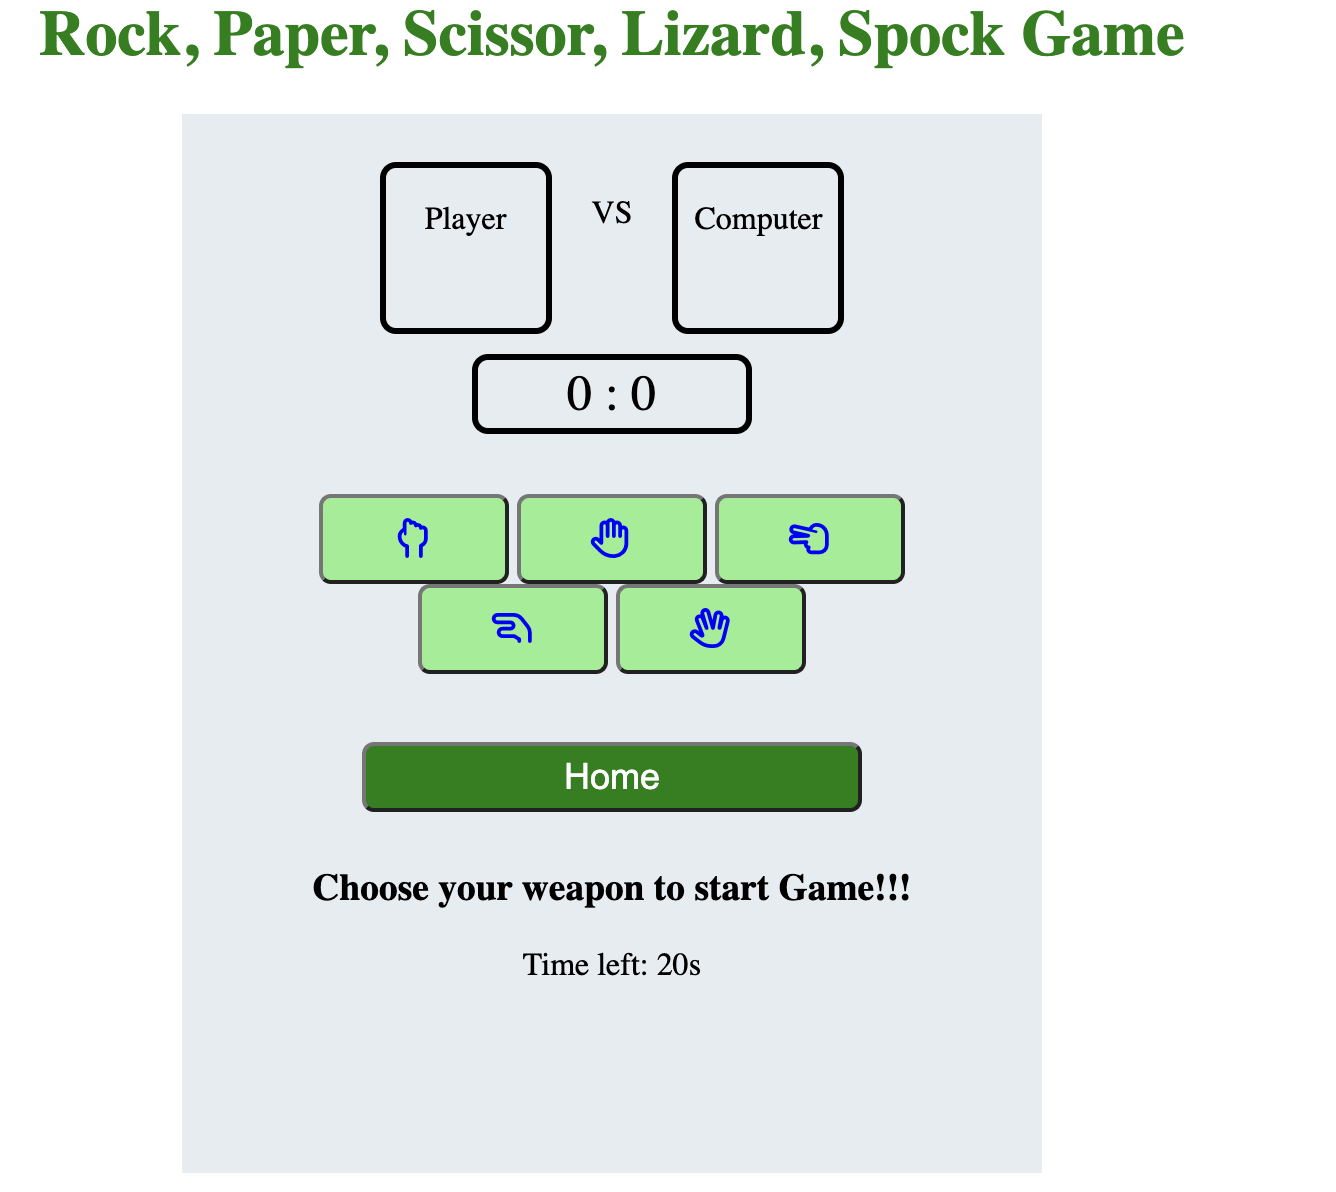 Rock, Paper, Scissor, Lizard, Spock Game
Player VS Computer
0 : 0
Home
Choose your weapon to start Game!!!
Time left: 20s